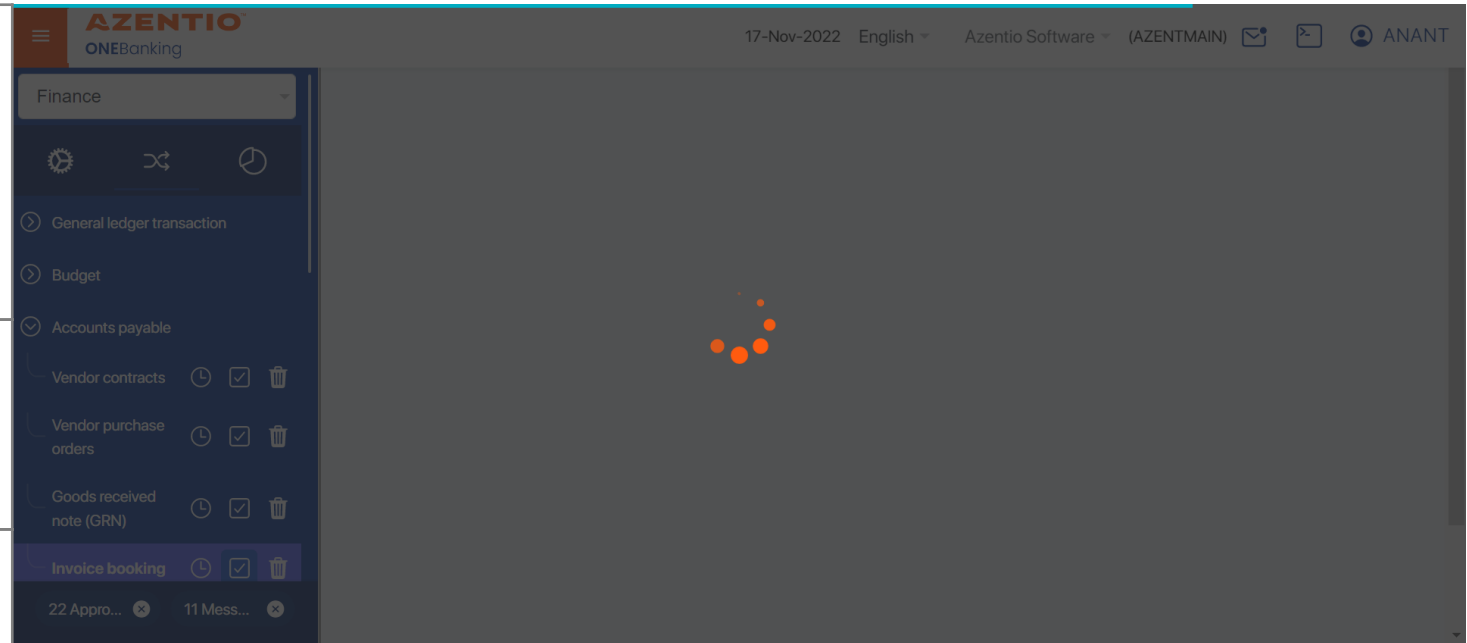 AZENTIO
ONEBanking
17-Nov-2022 English Azentio Software (AZENTMAIN) ANANT
Finance
General ledger transaction
Budget
Accounts payable
Vendor contracts
Vendor purchase
orders
Goods received
note (GRN)
Invoice booking
22 Appro... 11 Mess...